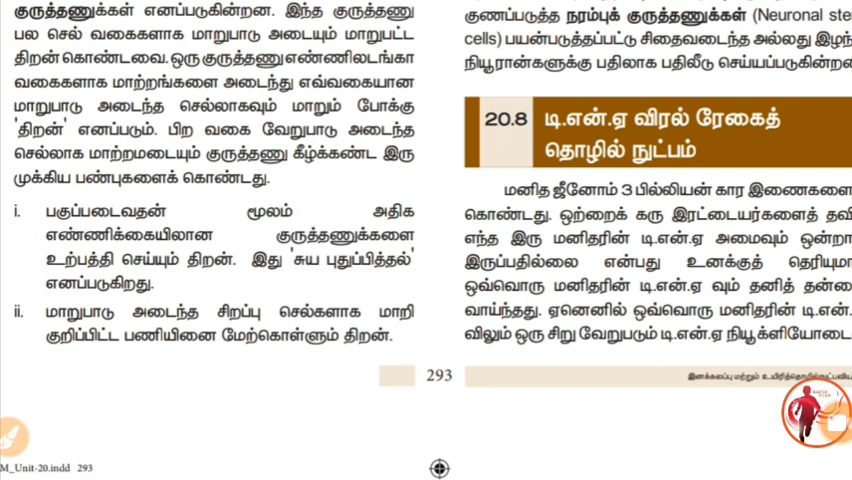 குருத்தணுக்கள் எனப்படுகின்றன. இந்த குருத்தணு
பல செல் வகைகளாக மாறுபாடு அடையும் மாறுபட்ட
திறன் கொண்டவை. ஒரு குருத்தணு எண்ணிலடங்கா
வகைகளாக மாற்றங்களை அடைந்து எவ்வகையான
மாறுபாடு அடைந்த செல்லாகவும் மாறும் போக்கு
'திறன்' எனப்படும். பிற வகை வேறுபாடு அடைந்த
செல்லாக மாற்றமடையும் குருத்தணு கீழ்க்கண்ட இரு
முக்கிய பண்புகளைக் கொண்டது.
i. பகுப்படைவதன் மூலம் அதிக
எண்ணிக்கையிலான குருத்தணுக்களை
உற்பத்தி செய்யும் திறன். இது 'சுய புதுப்பித்தல்'
எனப்படுகிறது.
ii. மாறுபாடு அடைந்த சிறப்பு செல்களாக மாறி
குறிப்பிட்ட பணியினை மேற்கொள்ளும் திறன்.
குணப்படுத்த நரம்புக் குருத்தணுக்கள் (Neuronal ste
cells) பயன்படுத்தப்பட்டு சிதைவடைந்த அல்லது இழந்
நியூரான்களுக்கு பதிலாக பதிலீடு செய்யப்படுகின்றன
20.8 டி.என்.ஏ விரல் ரேகைத்
தொழில் நுட்பம்
மனித ஜீனோம் 3 பில்லியன் கார இணைகளை
கொண்டது. ஒற்றைக் கரு இரட்டையர்களைத் தவி
எந்த இரு மனிதரின் டி.என்.ஏ அமைவும் ஒன்றா
இருப்பதில்லை என்பது உனக்குத் தெரியுமா
ஒவ்வொரு மனிதரின் டி.என்.ஏ வும் தனித் தன்மை
வாய்ந்தது. ஏனெனில் ஒவ்வொரு மனிதரின் டி.என்.
விலும் ஒரு சிறு வேறுபடும் டி.என்.ஏ நியூக்ளியோடை
293
இனக்கலப்பு மற்றும் உயிரித்தொழில்நுட்பவிய
M_Unit-20.indd 293